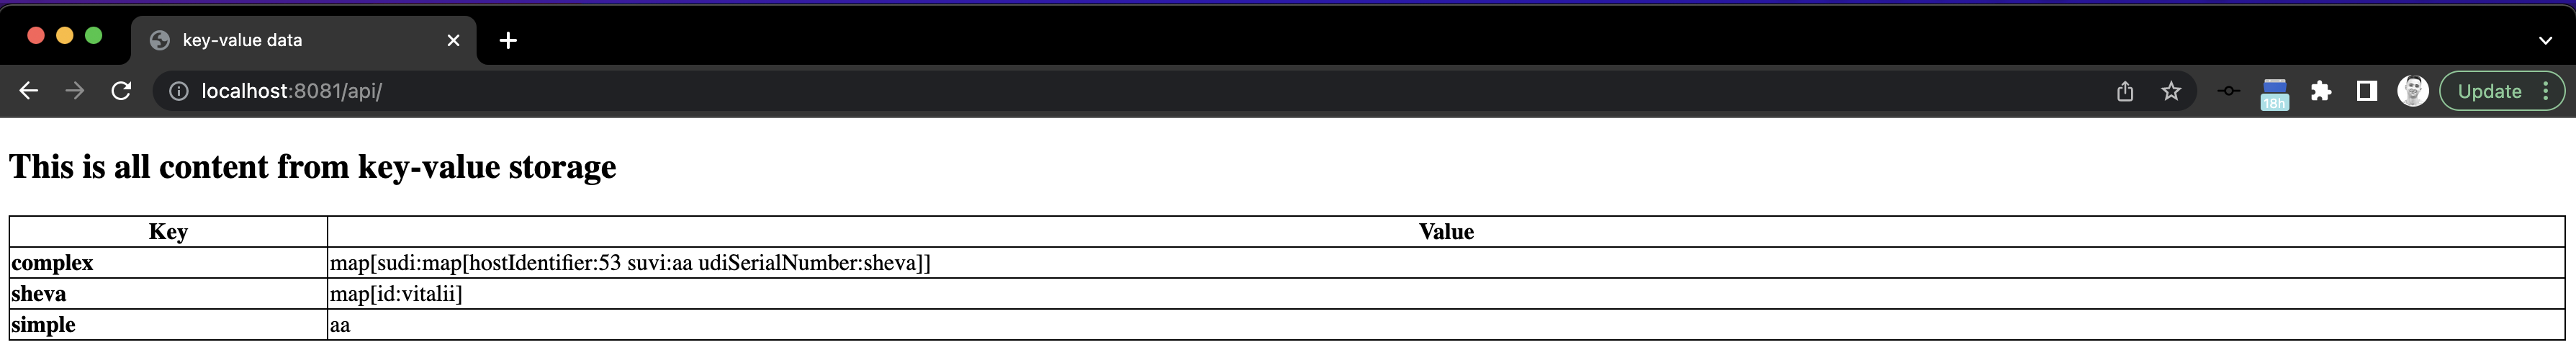 key-value data
localhost:8081/api/
18h
Update
This is all content from key-value storage
Key Value
complex map[sudi:map[hostIdentifier:53 suvi:aa udiSerialNumber:sheva]]
sheva map[id:vitalii]
simple aa